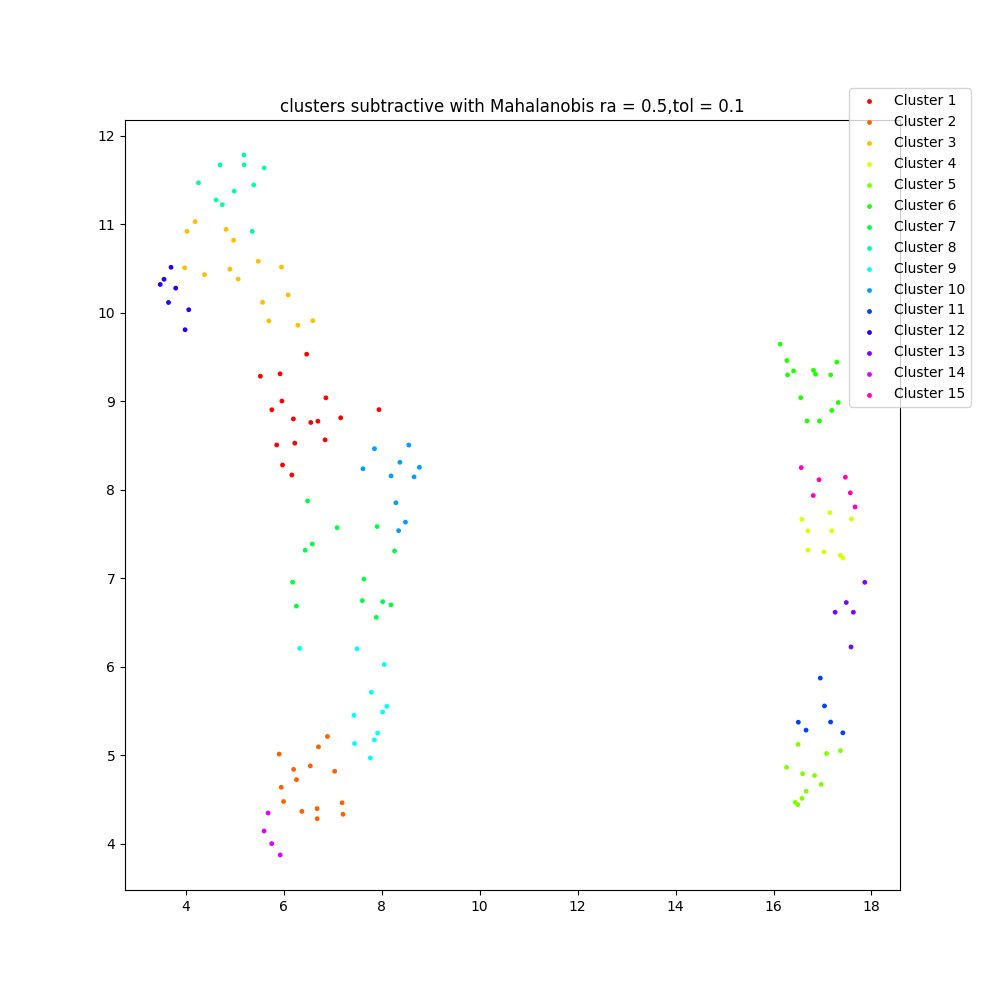 clusters subtractive with Mahalanobis ra = 0.5,tol = 0.1
Cluster 1
Cluster 2
Cluster 3
Cluster 4
Cluster 5
Cluster 6
Cluster 7
Cluster 8
Cluster 9
Cluster 10
Cluster 11
Cluster 12
Cluster 13
Cluster 14
Cluster 15
12
11
10
9
8
7
6
5
4
4 6 8 10 12 14 16 18